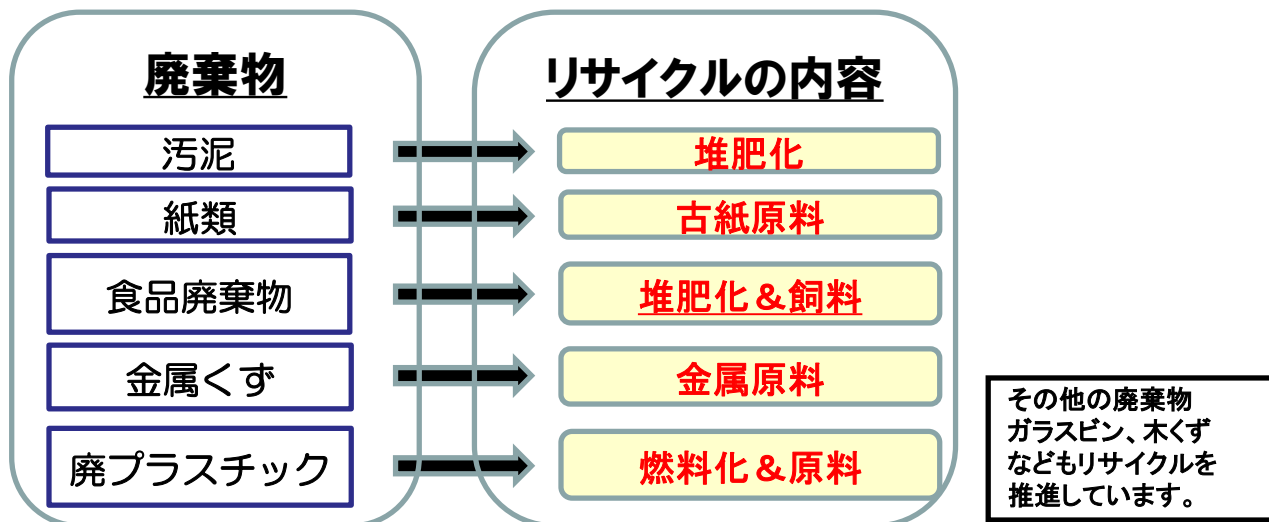 廃棄物
リサイクルの内容
汚泥
堆肥化
紙類
古紙原料
食品廃棄物
堆肥化&飼料
金属くず
金属原料
廃プラスチック
燃料化&原料
その他の廃棄物
ガラスビン、木くず
などもリサイクルを
推進しています。